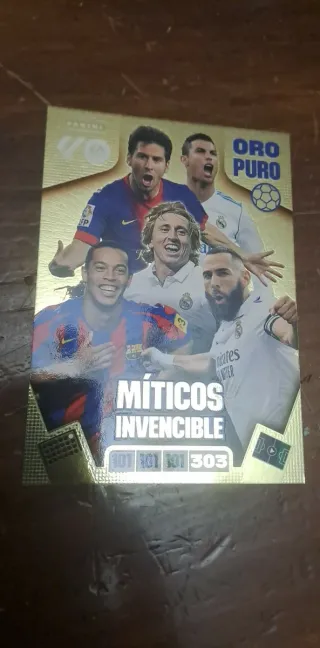 PANINI
ORO
PURO
MÍTICOS
INVENCIBLE
101 101 101 303